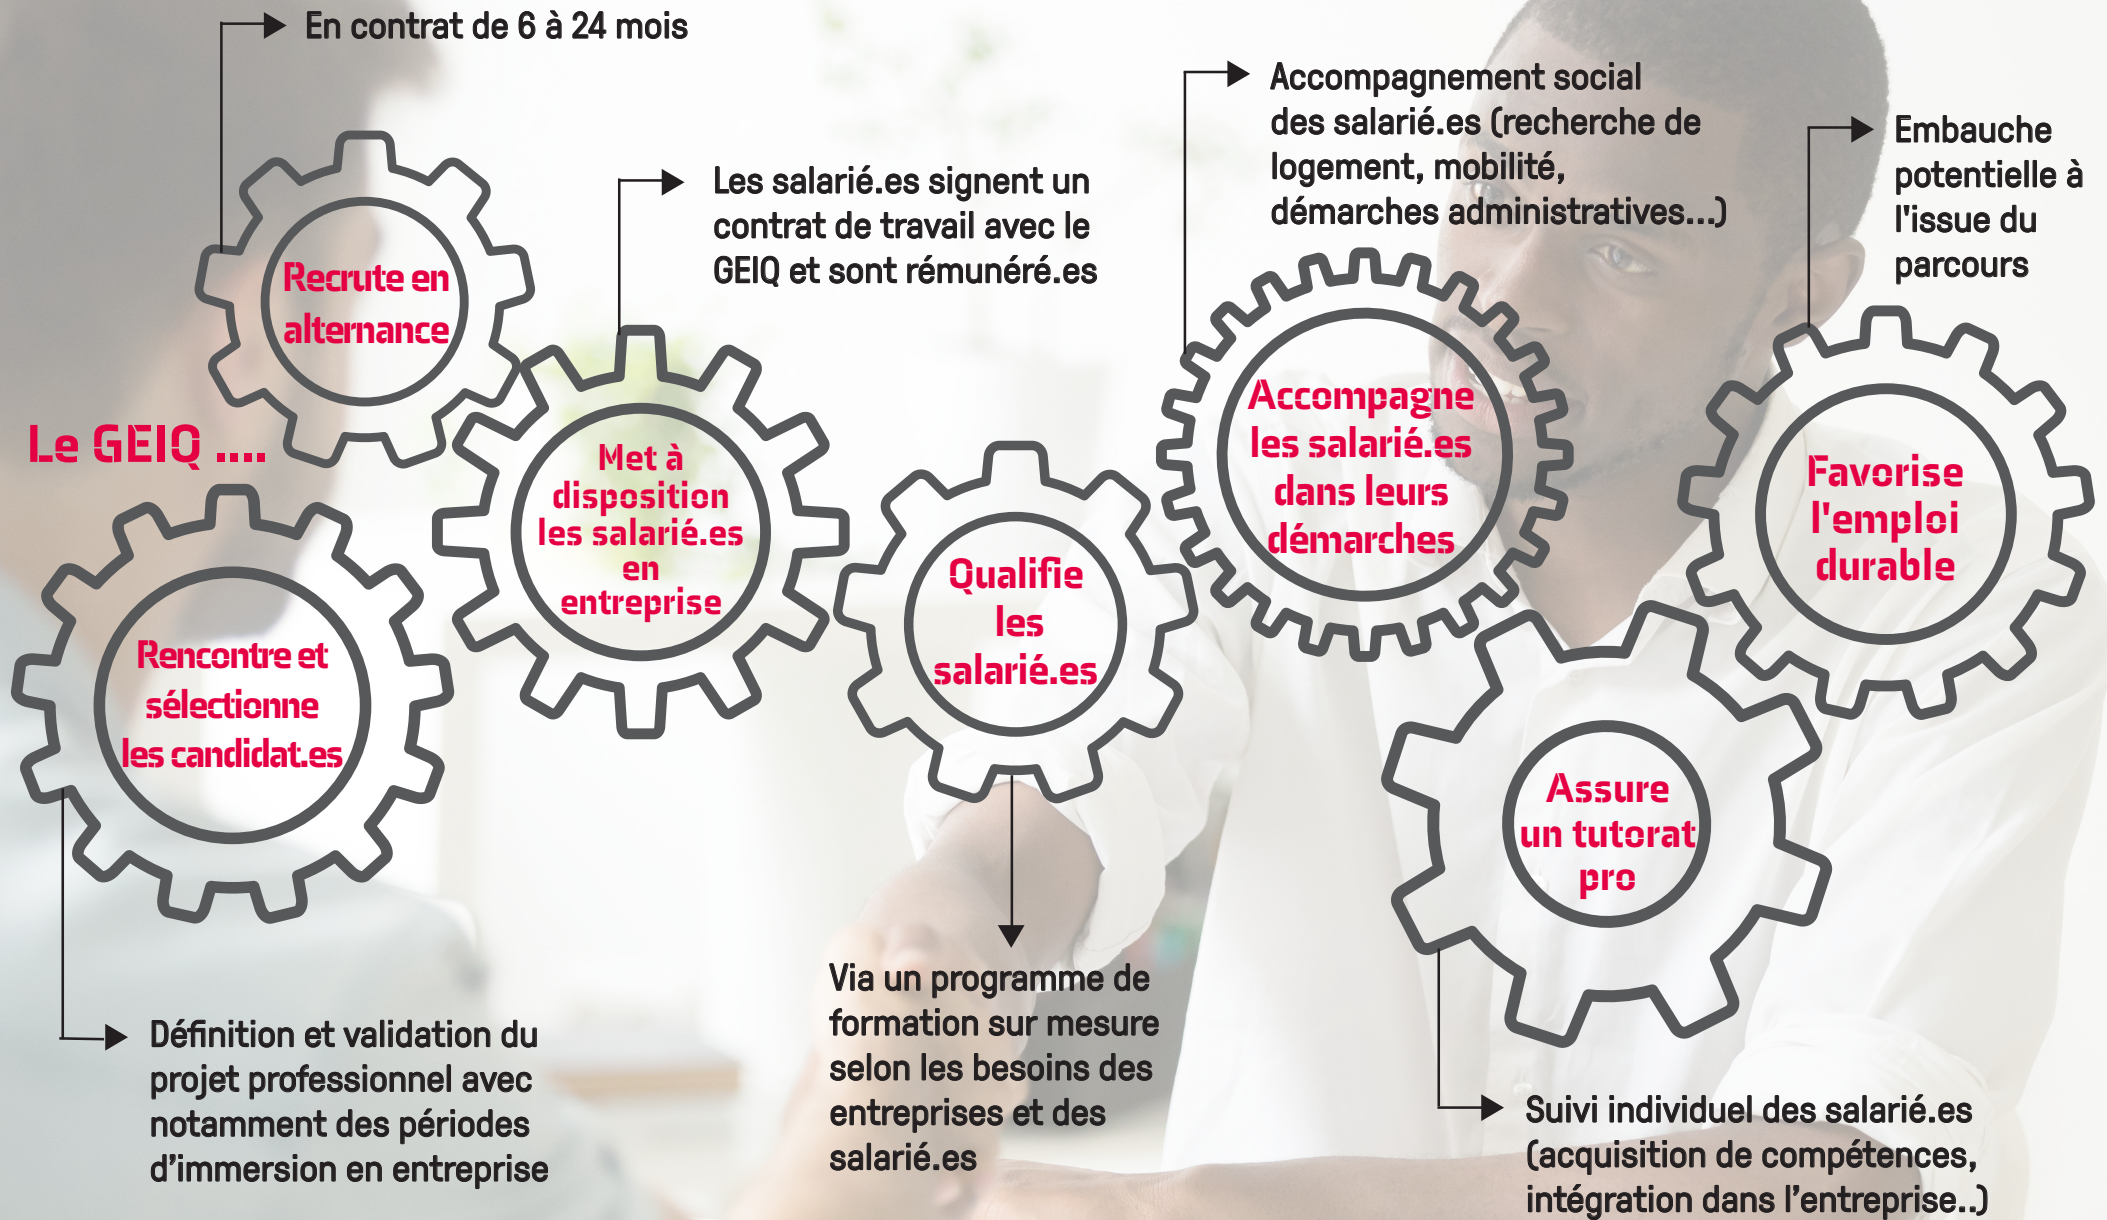 En contrat de 6 à 24 mois
Recrute en
alternance
Le GEIQ ....
Rencontre et
sélectionne
les candidat.es
Définition et validation du
projet professionnel avec
notamment des périodes
d’immersion en entreprise
Les salarié.es signent un
contrat de travail avec le
GEIQ et sont rémunéré.es
Met à
disposition
les salarié.es
en
entreprise
Qualifie
les
salarié.es
Via un programme de
formation sur mesure
selon les besoins des
entreprises et des
salarié.es
Accompagnement social
des salarié.es (recherche de
logement, mobilité,
démarches administratives...)
Accompagne
les salarié.es
dans leurs
démarches
Assure
un tutorat
pro
Suivi individuel des salarié.es
(acquisition de compétences,
intégration dans l’entreprise..)
Embauche
potentielle à
l'issue du
parcours
Favorise
l'emploi
durable